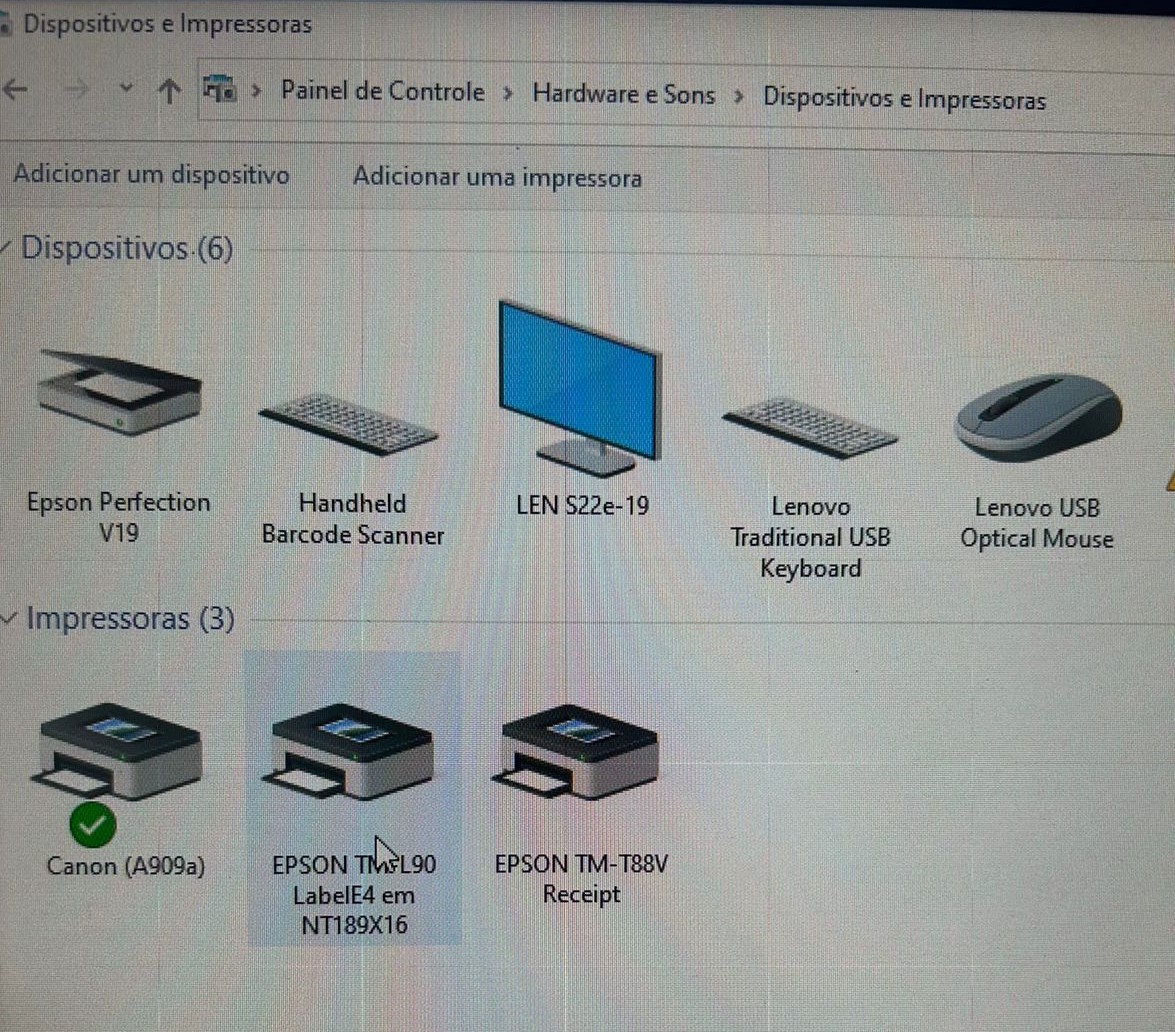 Dispositivos e Impressoras
Painel de Controle > Hardware e Sons > Dispositivos e Impressoras
Adicionar um dispositivo Adicionar uma impressora
Dispositivos (6)
Epson Perfection
V19
Handheld
Barcode Scanner
LEN S22e-19
Lenovo
Traditional USB
Keyboard
Lenovo USB
Optical Mouse
Impressoras (3)
Canon (A909a)
EPSON TM-L90
LabelE4 em
NT189X16
EPSON TM-T88V
Receipt